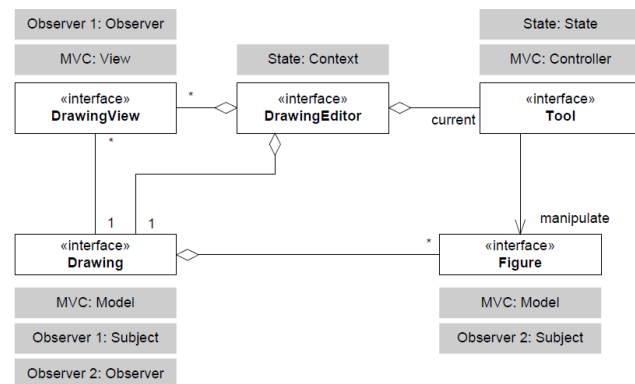 Observer 1: Observer
State: State
MVC: View
State: Context
MVC: Controller
«interface»
DrawingView
*
«interface»
DrawingEditor
current
«interface»
Tool
*
1
1
manipulate
«interface»
Drawing
*
«interface»
Figure
MVC: Model
MVC: Model
Observer 1: Subject
Observer 2: Subject
Observer 2: Observer